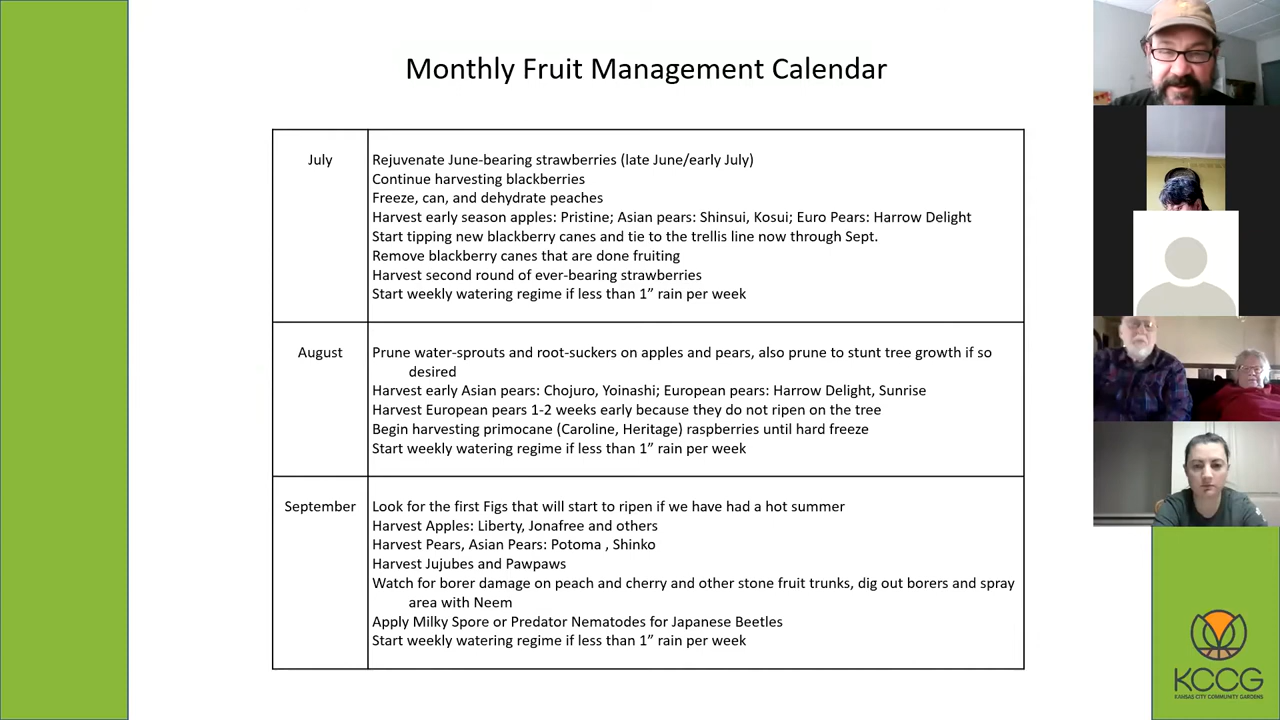 Monthly Fruit Management Calendar
July
Rejuvenate June-bearing strawberries (late June/early July)
Continue harvesting blackberries
Freeze, can, and dehydrate peaches
Harvest early season apples: Pristine; Asian pears: Shinsui, Kosui; Euro Pears: Harrow Delight
Start tipping new blackberry canes and tie to the trellis line now through Sept.
Remove blackberry canes that are done fruiting
Harvest second round of ever-bearing strawberries
Start weekly watering regime if less than 1” rain per week
August
Prune water-sprouts and root-suckers on apples and pears, also prune to stunt tree growth if so
desired
Harvest early Asian pears: Chojuro, Yoinashi; European pears: Harrow Delight, Sunrise
Harvest European pears 1-2 weeks early because they do not ripen on the tree
Begin harvesting primocane (Caroline, Heritage) raspberries until hard freeze
Start weekly watering regime if less than 1” rain per week
September
Look for the first Figs that will start to ripen if we have had a hot summer
Harvest Apples: Liberty, Jonafree and others
Harvest Pears, Asian Pears: Potoma , Shinko
Harvest Jujubes and Pawpaws
Watch for borer damage on peach and cherry and other stone fruit trunks, dig out borers and spray
area with Neem
Apply Milky Spore or Predator Nematodes for Japanese Beetles
Start weekly watering regime if less than 1” rain per week
KCCG
KANSAS CITY COMMUNITY GARDENS